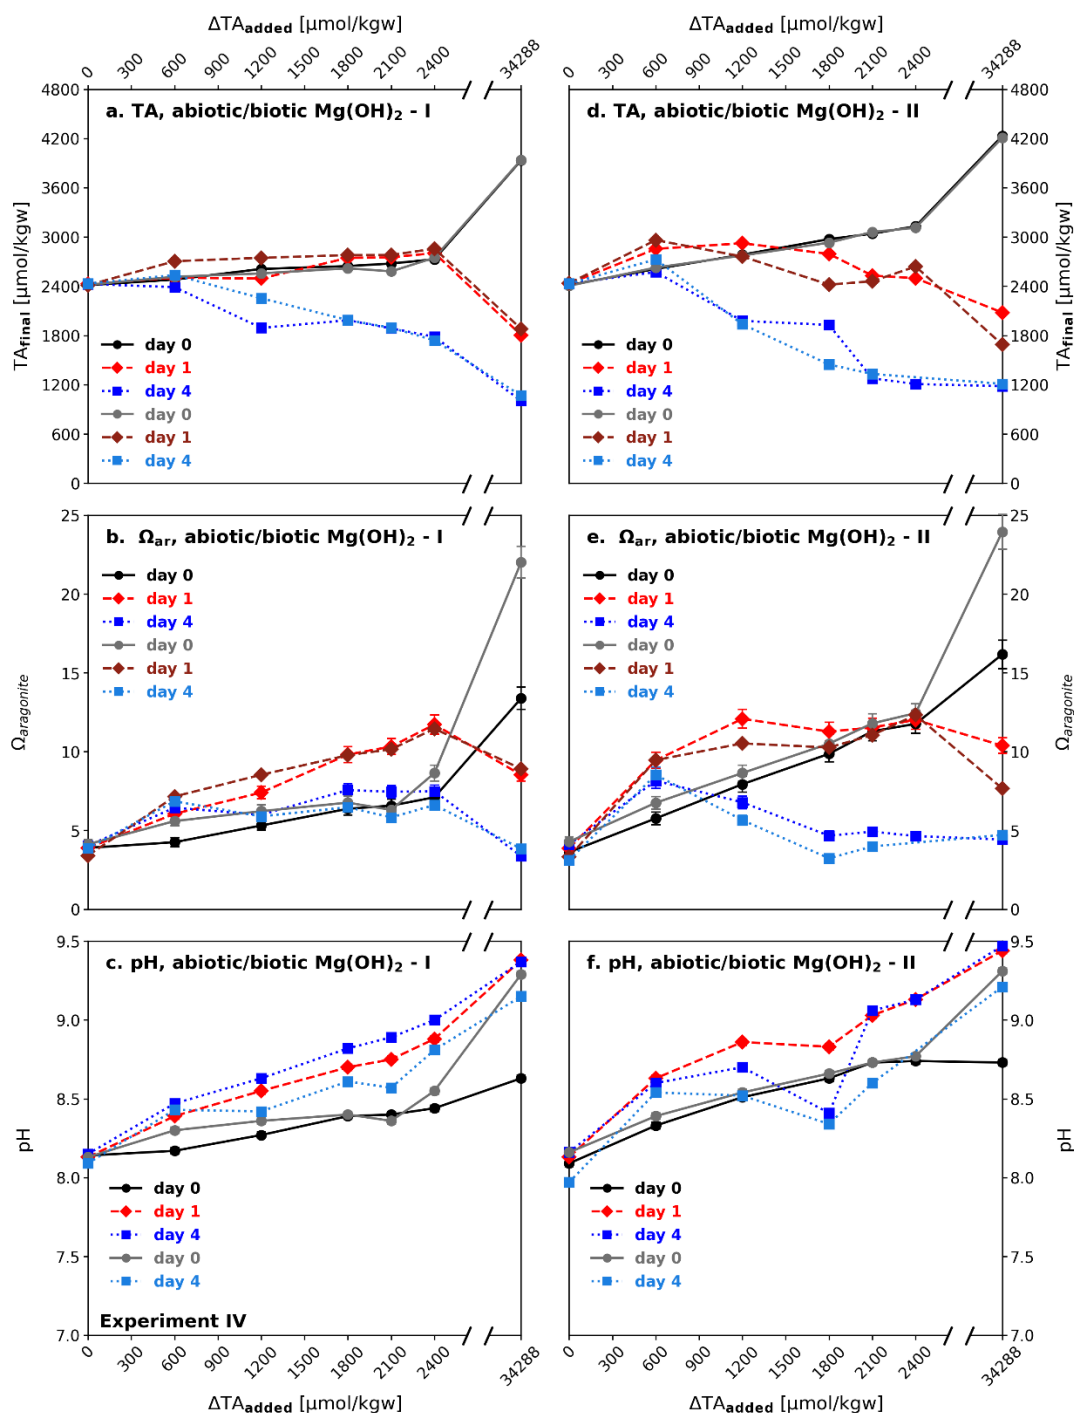 ΔTAadded [μmol/kgw]
ΔTAadded [μmol/kgw]
0 300 600 900 1200 1500 1800 2100 2400 34288
0 300 600 900 1200 1500 1800 2100 2400 34288
a. TA, abiotic/biotic Mg(OH)₂ - I
4800
4200
3600
3000
2400
1800
1200
600
0
TAfinal [μmol/kgw]
day 0
day 1
day 4
day 0
day 1
day 4
d. TA, abiotic/biotic Mg(OH)₂ - II
4800
4200
3600
3000
2400
1800
1200
600
0
TAfinal [μmol/kgw]
day 0
day 1
day 4
day 0
day 1
day 4
b. Ωar, abiotic/biotic Mg(OH)₂ - I
25
20
15
10
5
0
Ωaragonite
day 0
day 1
day 4
day 0
day 1
day 4
e. Ωar, abiotic/biotic Mg(OH)₂ - II
25
20
15
10
5
0
Ωaragonite
day 0
day 1
day 4
day 0
day 1
day 4
c. pH, abiotic/biotic Mg(OH)₂ - I
9.5
9.0
8.5
8.0
7.5
7.0
pH
day 0
day 1
day 4
day 0
day 4
Experiment IV
f. pH, abiotic/biotic Mg(OH)₂ - II
9.5
9.0
8.5
8.0
7.5
7.0
pH
day 0
day 1
day 4
day 0
day 4
0 300 600 900 1200 1500 1800 2100 2400 34288
0 300 600 900 1200 1500 1800 2100 2400 34288
ΔTAadded [μmol/kgw]
ΔTAadded [μmol/kgw]